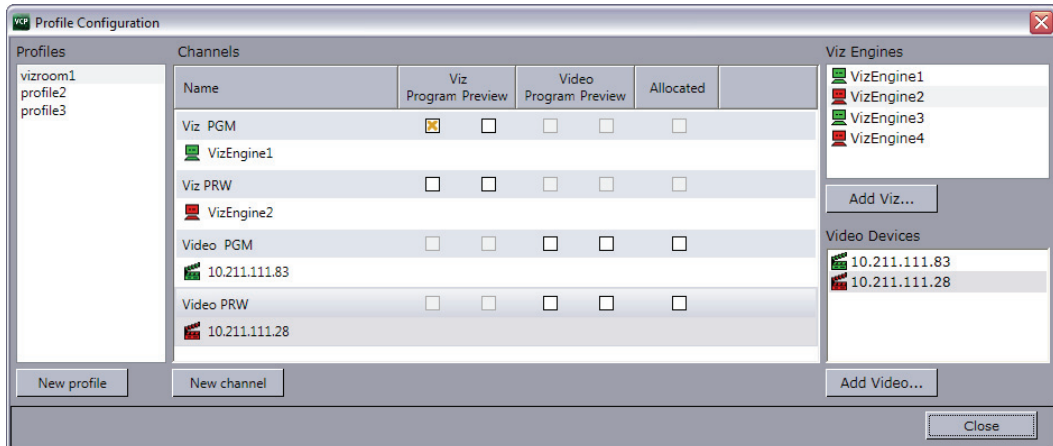 VCP Profile Configuration
Profiles
vizroom1
profile2
profile3
New profile
Channels
Name
Viz
Program Preview
Video
Program Preview
Allocated
Viz PGM
VizEngine1
Viz PRW
VizEngine2
Video PGM
10.211.111.83
Video PRW
10.211.111.28
New channel
Viz Engines
VizEngine1
VizEngine2
VizEngine3
VizEngine4
Add Viz...
Video Devices
10.211.111.83
10.211.111.28
Add Video...
Close